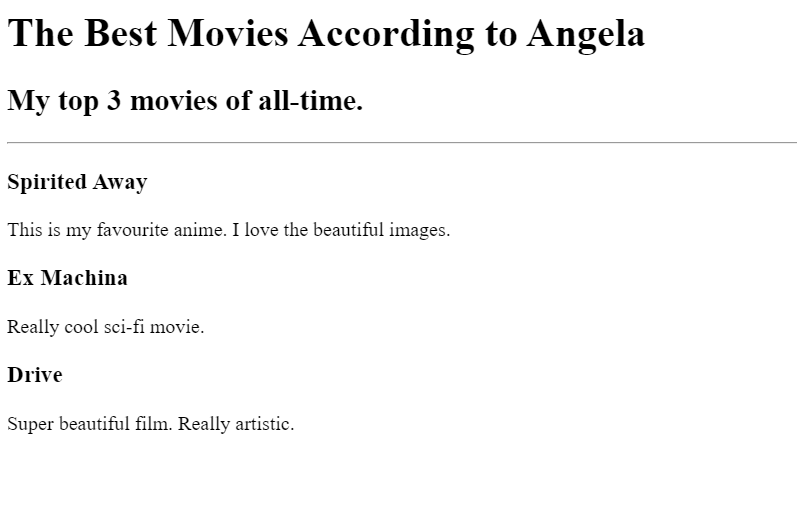 The Best Movies According to Angela
My top 3 movies of all-time.
Spirited Away
This is my favourite anime. I love the beautiful images.
Ex Machina
Really cool sci-fi movie.
Drive
Super beautiful film. Really artistic.